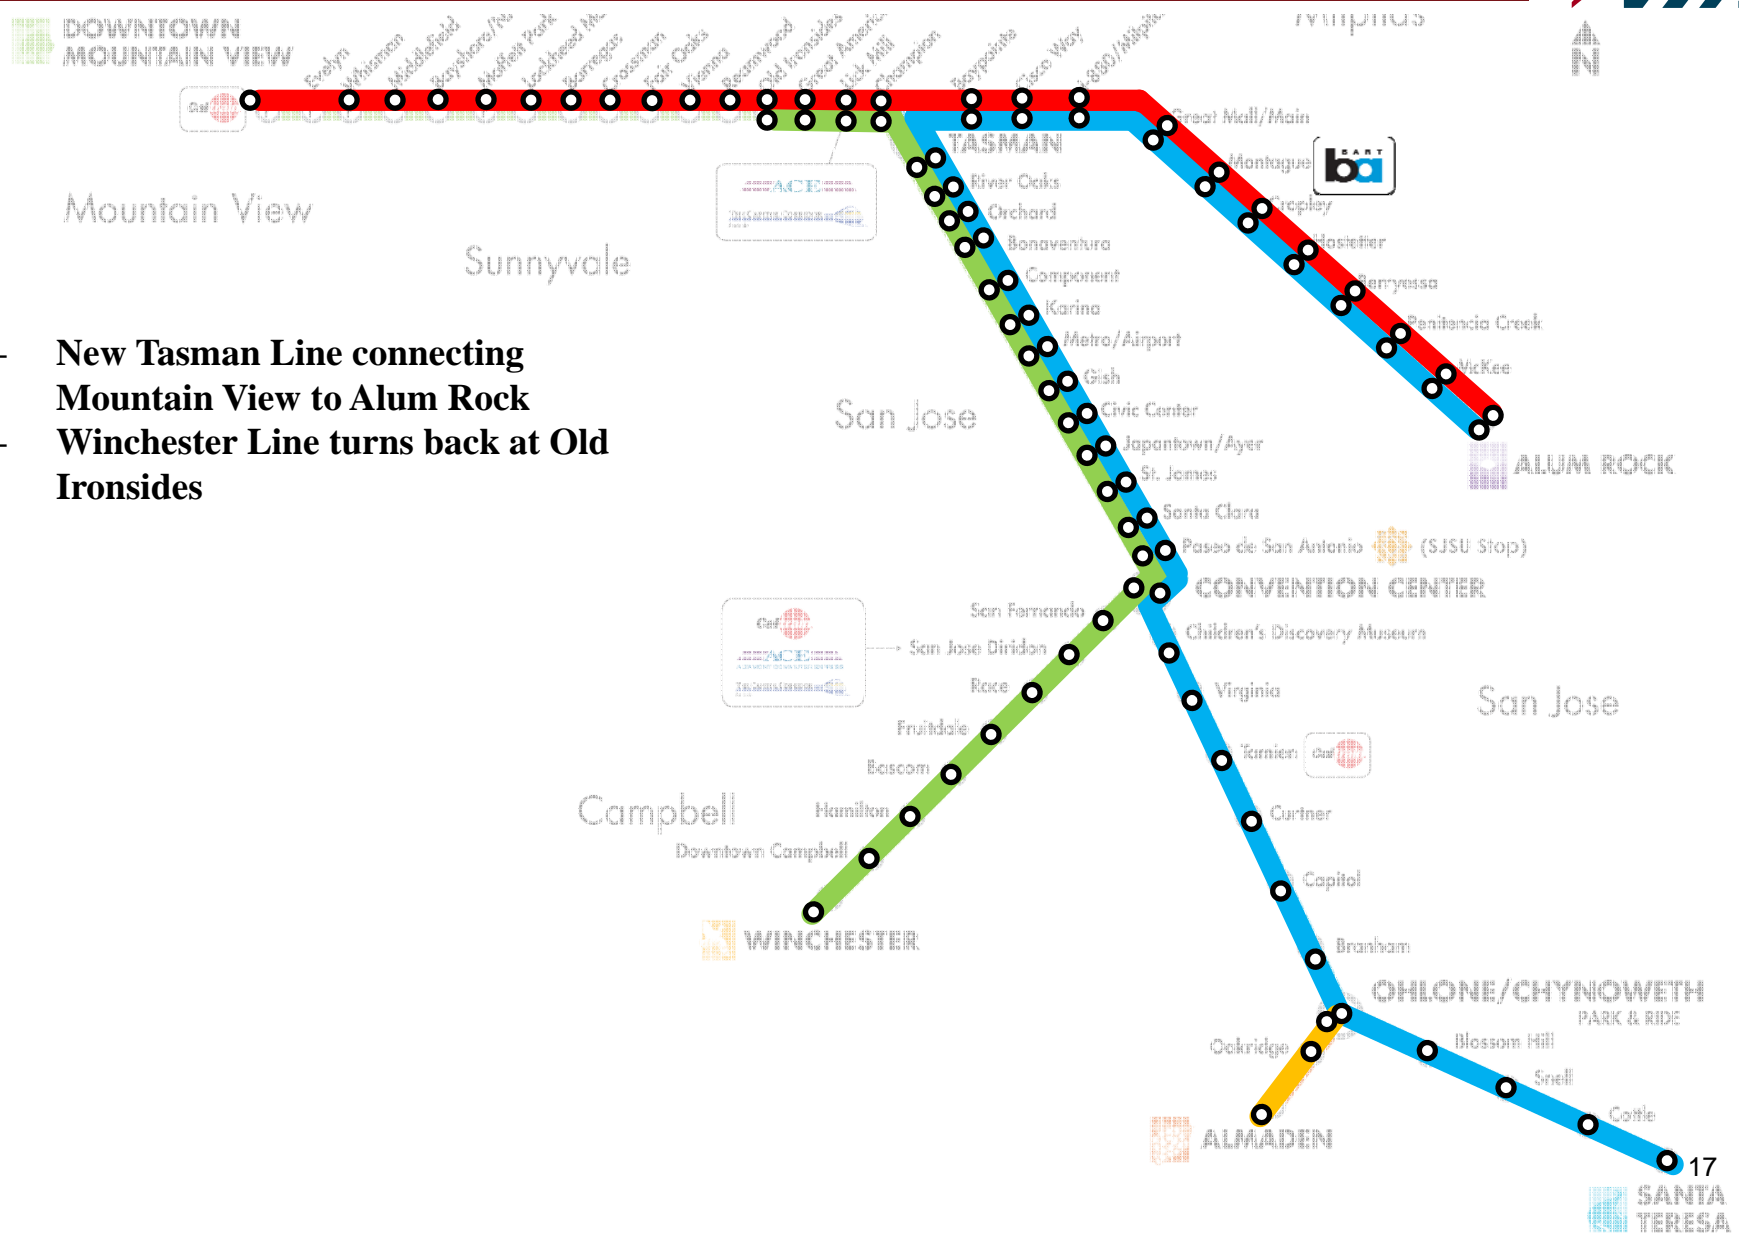 DOWNTOWN
MOUNTAIN VIEW
Evelyn
Whisman
Middlefield
Moffett Park
Borregas
Crossman
Fair Oaks
Vienna
Reamwood
Old Ironsides
Great America
Lick Mill
Champion
Baypointe
Cisco Way
Milpitas
N
Cal
Great Mall/Main
TASMAN
Montague
BART
ba
ACE
River Oaks
Cropley
Mountain View
Orchard
Hostetter
Sunnyvale
Bonaventura
Component
Berryessa
Karina
Penitencia Creek
- New Tasman Line connecting
Mountain View to Alum Rock
- Winchester Line turns back at Old
Ironsides
Metro/Airport
McKee
Gish
San Jose
Civic Center
Japantown/Ayer
ALUM ROCK
St. James
Santa Clara
Paseo de San Antonio (SJSU Stop)
CONVENTION CENTER
San Fernando
Cal
Children's Discovery Museum
San Jose Diridon
ACE
Race
Virginia
San Jose
Fruitdale
Tamien
Cal
Bascom
Campbell
Hamilton
Curtner
Downtown Campbell
Capitol
WINCHESTER
Branham
OHLONE/CHYNOWETH
PARK & RIDE
Oakridge
Blossom Hill
Snell
Cottle
ALMADEN
17
SANTA
TERESA